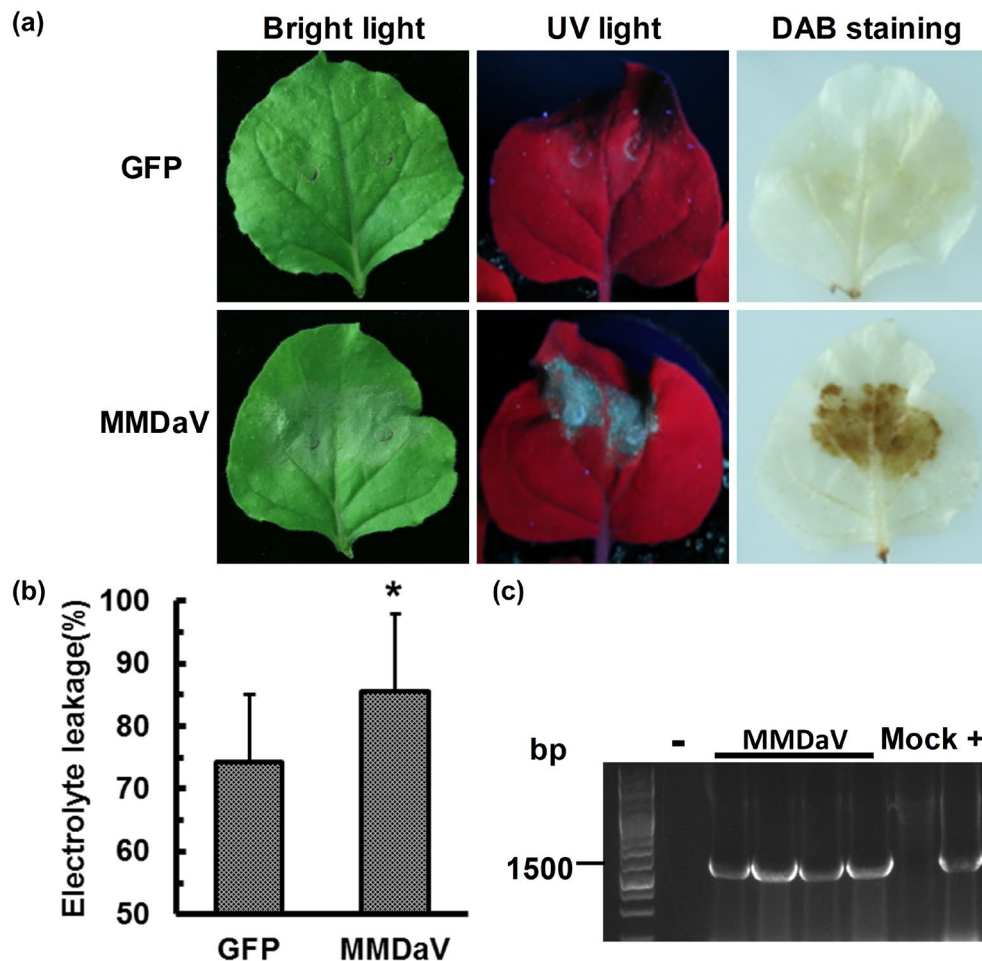 (a)
Bright light UV light DAB staining
GFP
MMDaV
(b)
Electrolyte leakage(%)
100
90
80
70
60
50
*
GFP MMDaV
(c)
bp - MMDaV Mock +
1500